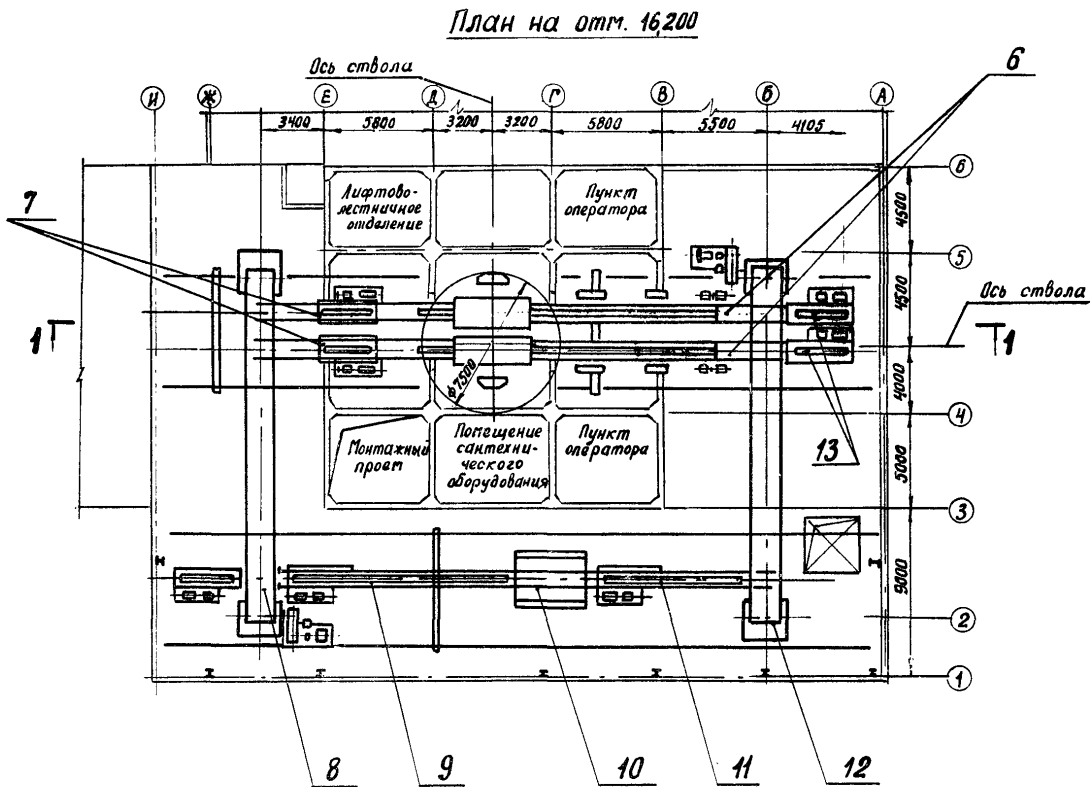 План на отм. 16,200
Ось ствола
6
И
Ж
Е
Д
Г
В
Б
А
3400
5800
3200
3200
5800
5500
4105
6
7
Лифтово-
лестничное
отделение
Пункт
оператора
4500
5
4500
Ось ствола
1
1
ϕ7500
4000
4
Монтажный
проем
Помещение
сантехни-
ческого
оборудования
Пункт
оператора
13
5000
3
9000
2
1
8
9
10
11
12